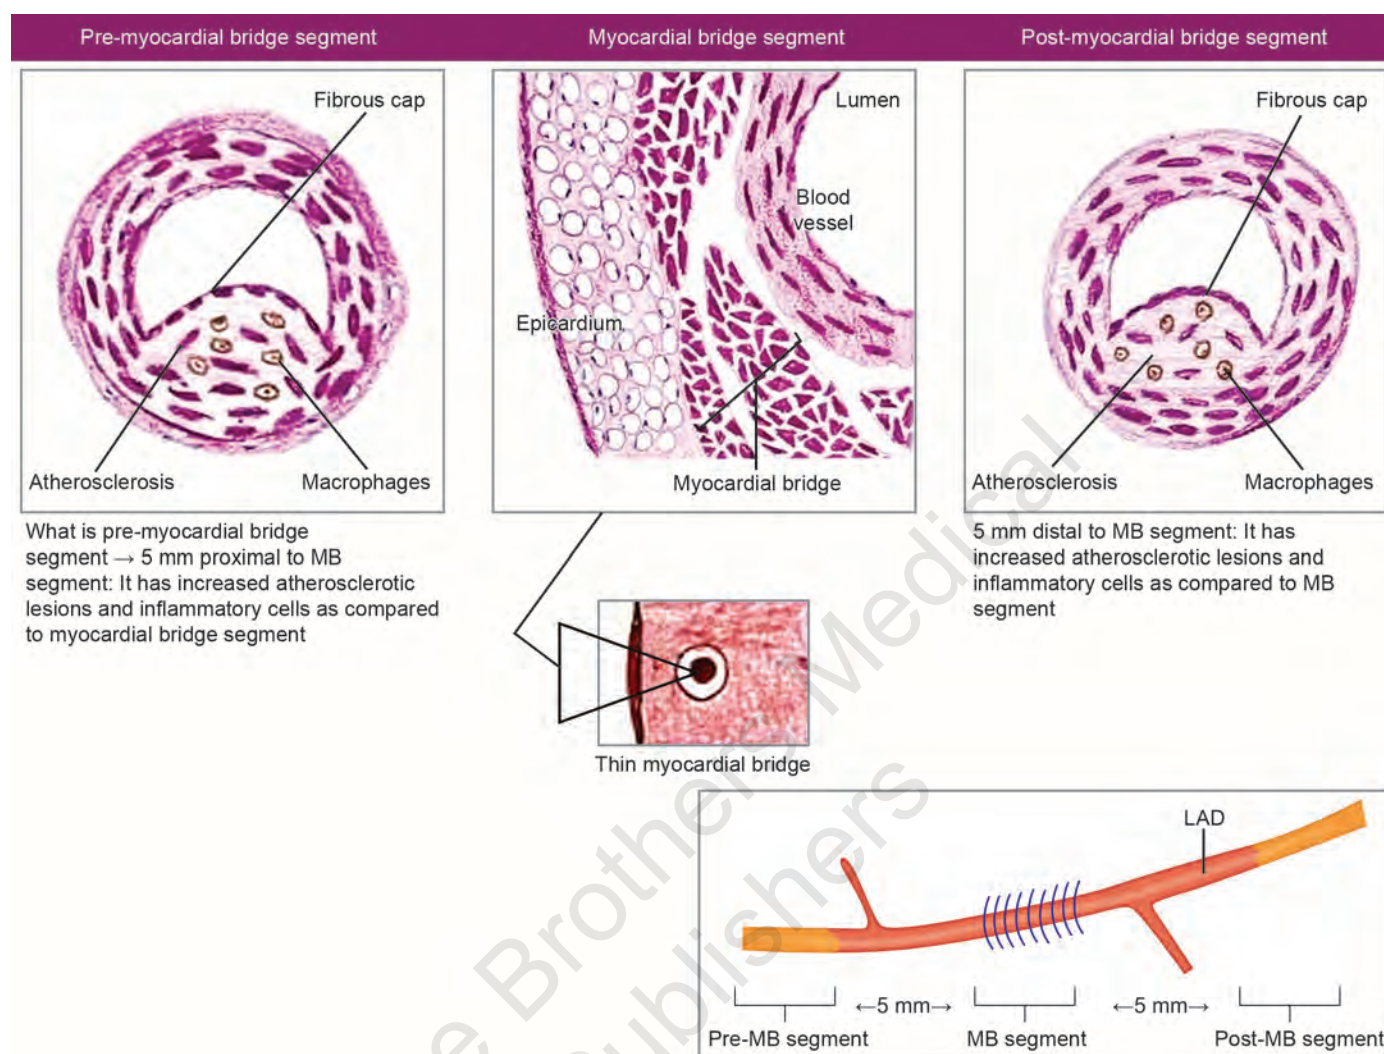 Pre-myocardial bridge segment
Myocardial bridge segment
Post-myocardial bridge segment
Fibrous cap
Atherosclerosis
Macrophages
Lumen
Blood
vessel
Epicardium
Myocardial bridge
Fibrous cap
Atherosclerosis
Macrophages
What is pre-myocardial bridge
segment → 5 mm proximal to MB
segment: It has increased atherosclerotic
lesions and inflammatory cells as compared
to myocardial bridge segment
5 mm distal to MB segment: It has
increased atherosclerotic lesions and
inflammatory cells as compared to MB
segment
Thin myocardial bridge
LAD
←5 mm→
←5 mm→
Pre-MB segment
MB segment
Post-MB segment
Brothers Medical
Publishers